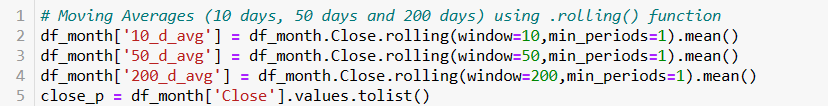 1 # Moving Averages (10 days, 50 days and 200 days) using .rolling() function
2 df_month['10_d_avg'] = df_month.Close.rolling(window=10,min_periods=1).mean()
3 df_month['50_d_avg'] = df_month.Close.rolling(window=50,min_periods=1).mean()
4 df_month['200_d_avg'] = df_month.Close.rolling(window=200,min_periods=1).mean()
5 close_p = df_month['Close'].values.tolist()